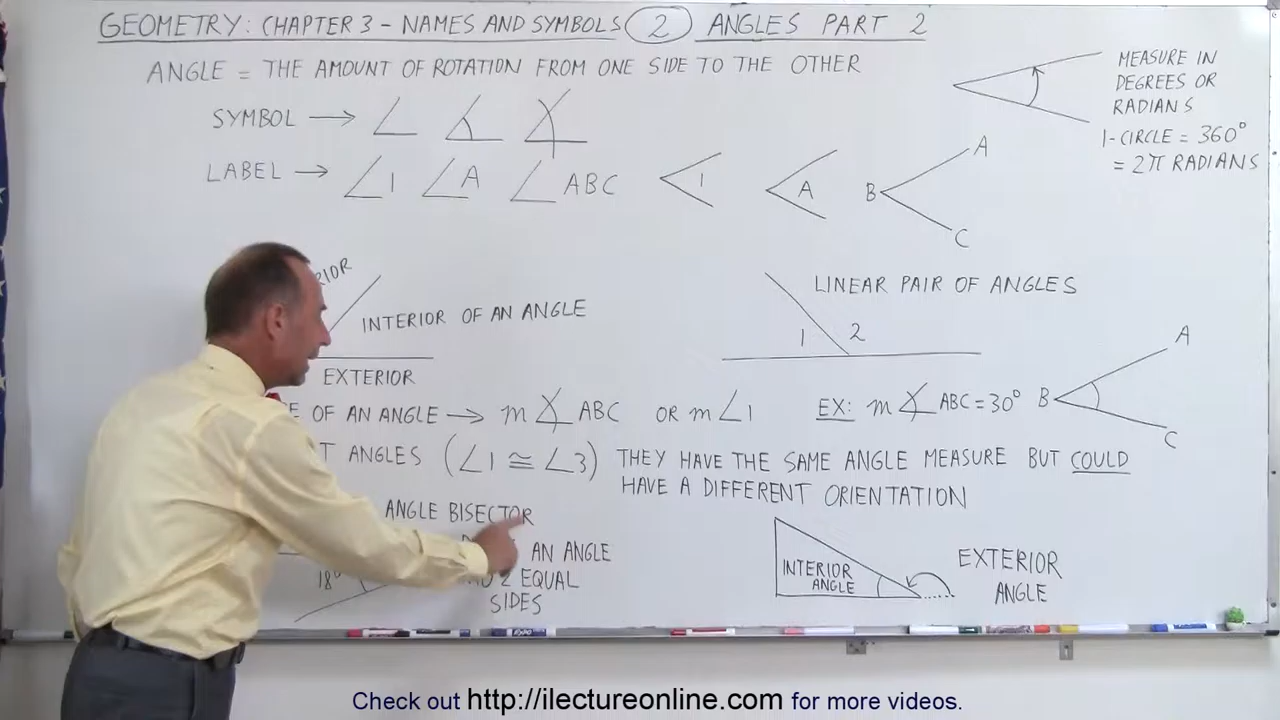 GEOMETRY: CHAPTER 3 - NAMES AND SYMBOLS 2 ANGLES PART 2
ANGLE = THE AMOUNT OF ROTATION FROM ONE SIDE TO THE OTHER
MEASURE IN
DEGREES OR
RADIANS
1-CIRCLE = 360°
= 2π RADIANS
SYMBOL → ∠ ∡ ∡
LABEL → ∠1 ∠A ∠ABC
1
A
A
B
C
INTERIOR OF AN ANGLE
EXTERIOR
LINEAR PAIR OF ANGLES
1 2
OF AN ANGLE → m∡ABC OR m∠1
EX: m∡ABC = 30°
A
B
C
ANGLES (∠1 ≅ ∠3) THEY HAVE THE SAME ANGLE MEASURE BUT COULD
HAVE A DIFFERENT ORIENTATION
ANGLE BISECTOR
AN ANGLE
2 EQUAL
SIDES
18°
INTERIOR
ANGLE
EXTERIOR
ANGLE
EXPO
Check out http://ilectureonline.com for more videos.